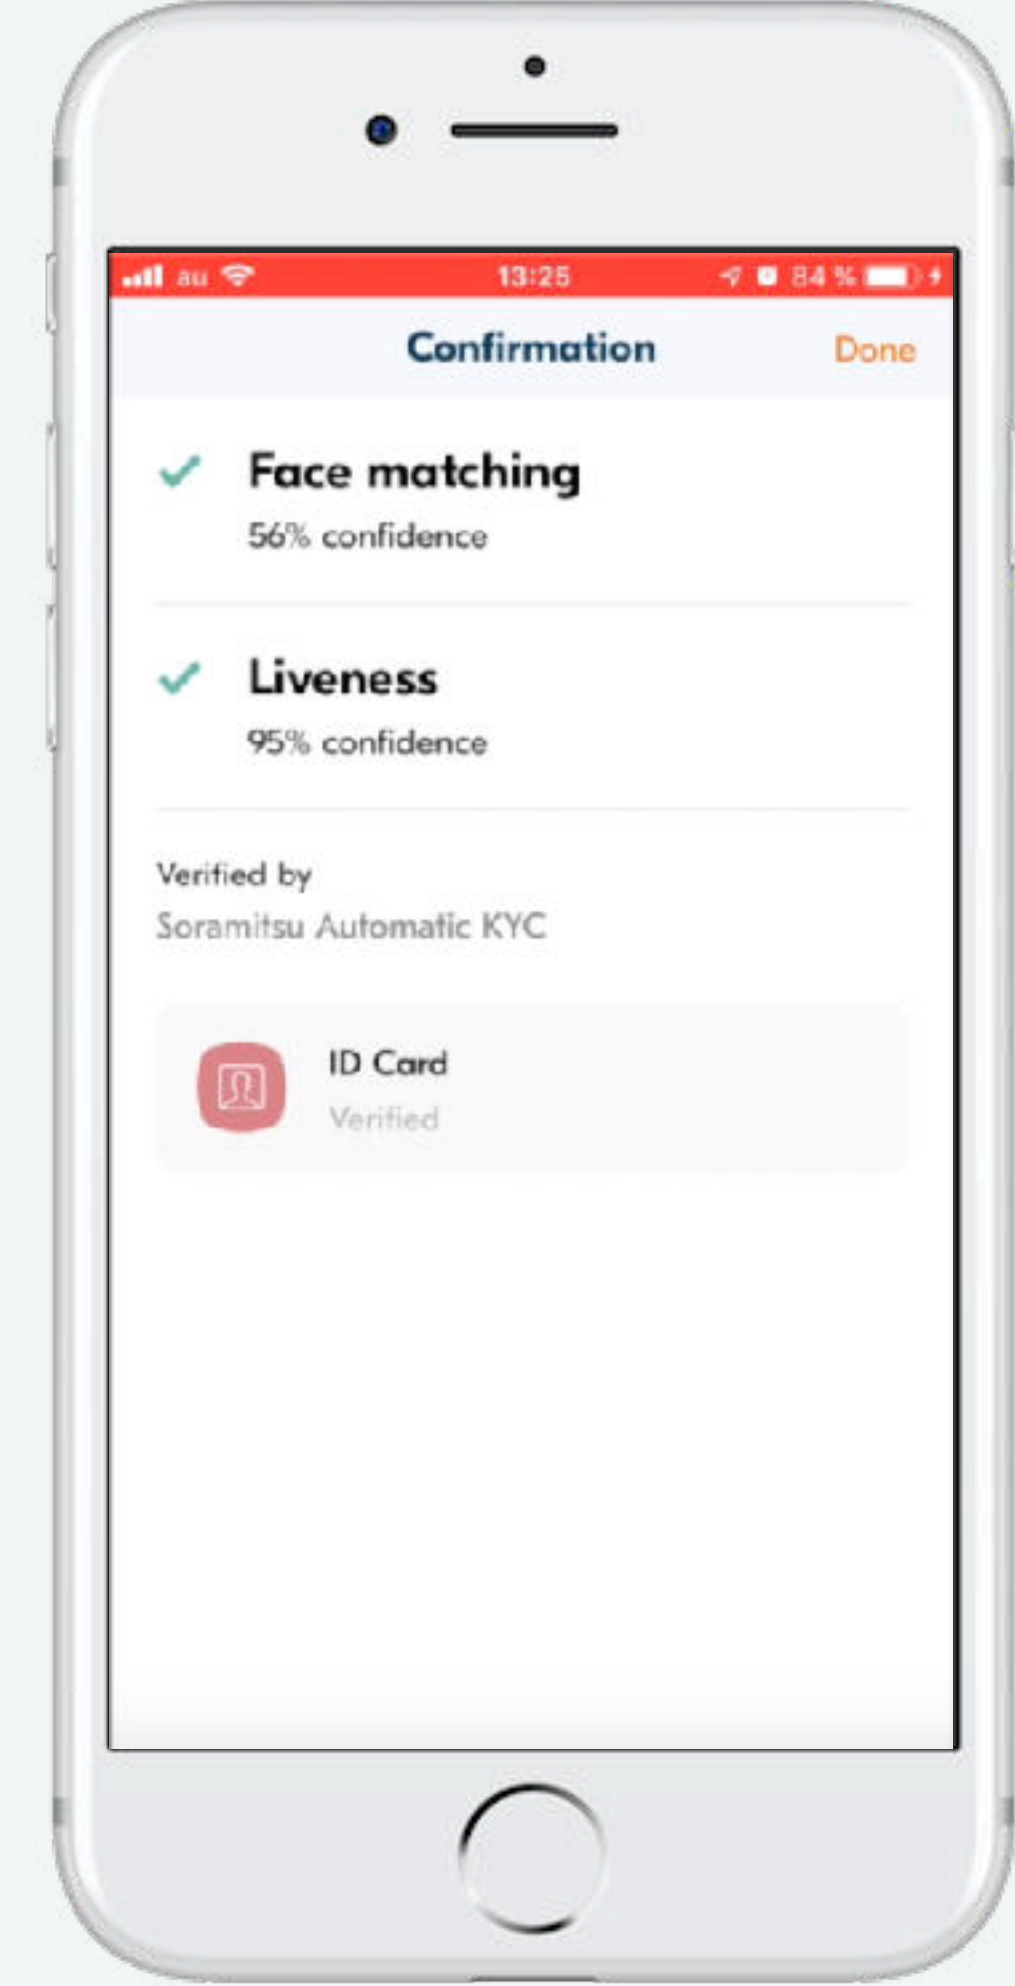 au 13:25 84 %
Confirmation Done
Face matching
56% confidence
Liveness
95% confidence
Verified by
Soramitsu Automatic KYC
ID Card
Verified